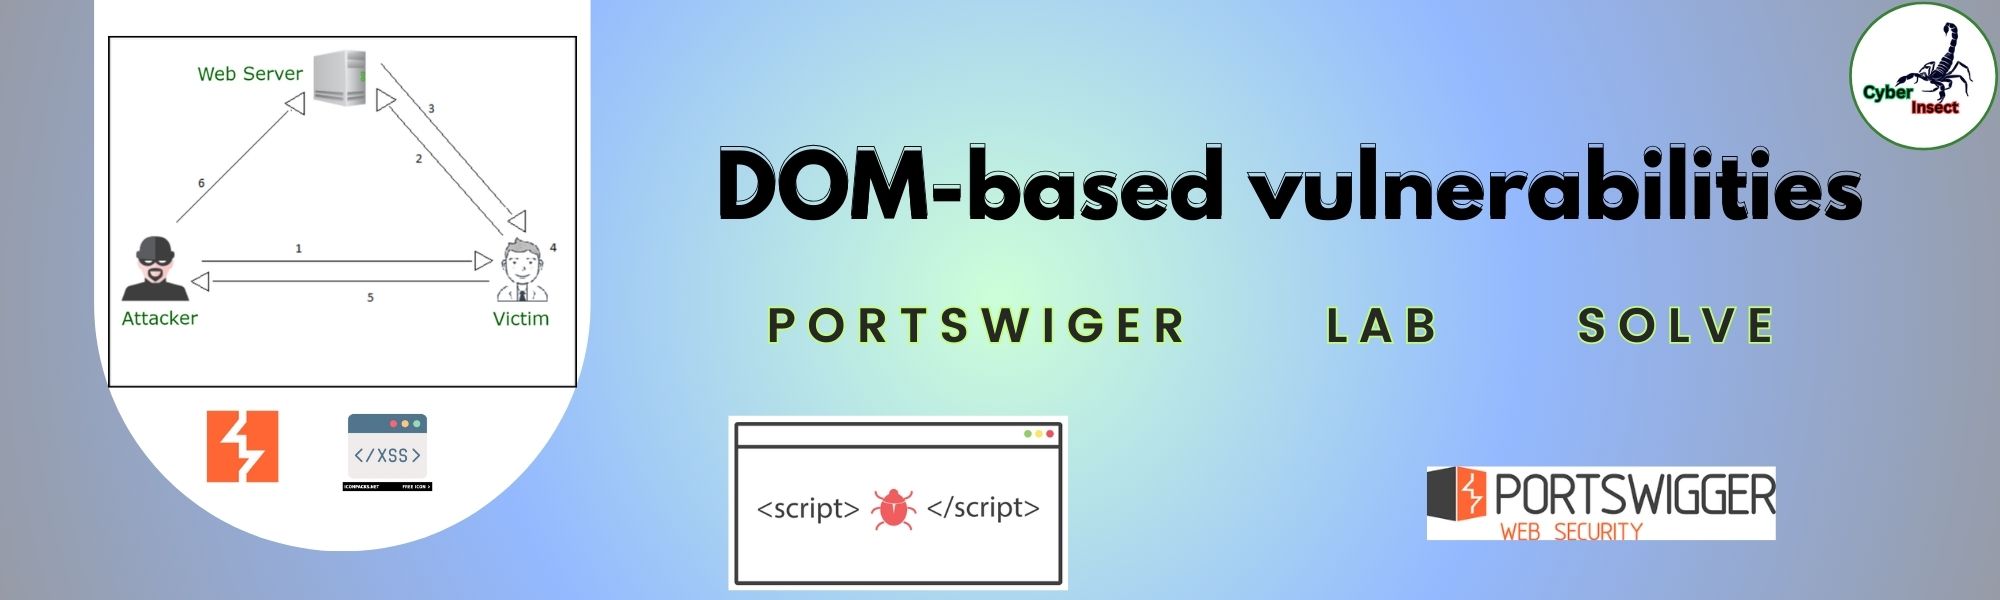 Web Server
3
2
6
1
4
5
Attacker
Victim
</XSS>
ICONPACKS.NET FREE ICON >
DOM-based vulnerabilities
PORTSWIGER LAB SOLVE
<script> </script>
PORTSWIGGER
WEB SECURITY
Cyber
Insect